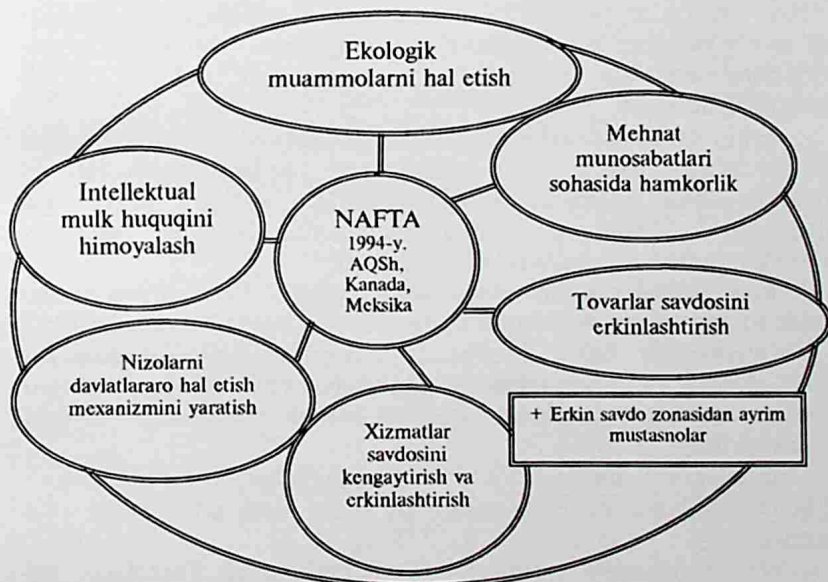 Ekologik
muammolarni hal etish
Mehnat
munosabatlari
sohasida hamkorlik
Intellektual
mulk huquqini
himoyalash
NAFTA
1994-y.
AQSh,
Kanada,
Meksika
Tovarlar savdosini
erkinlashtirish
Nizolarni
davlatlararo hal etish
mexanizmini yaratish
+ Erkin savdo zonasidan ayrim
mustasnolar
Xizmatlar
savdosini
kengaytirish va
erkinlashtirish